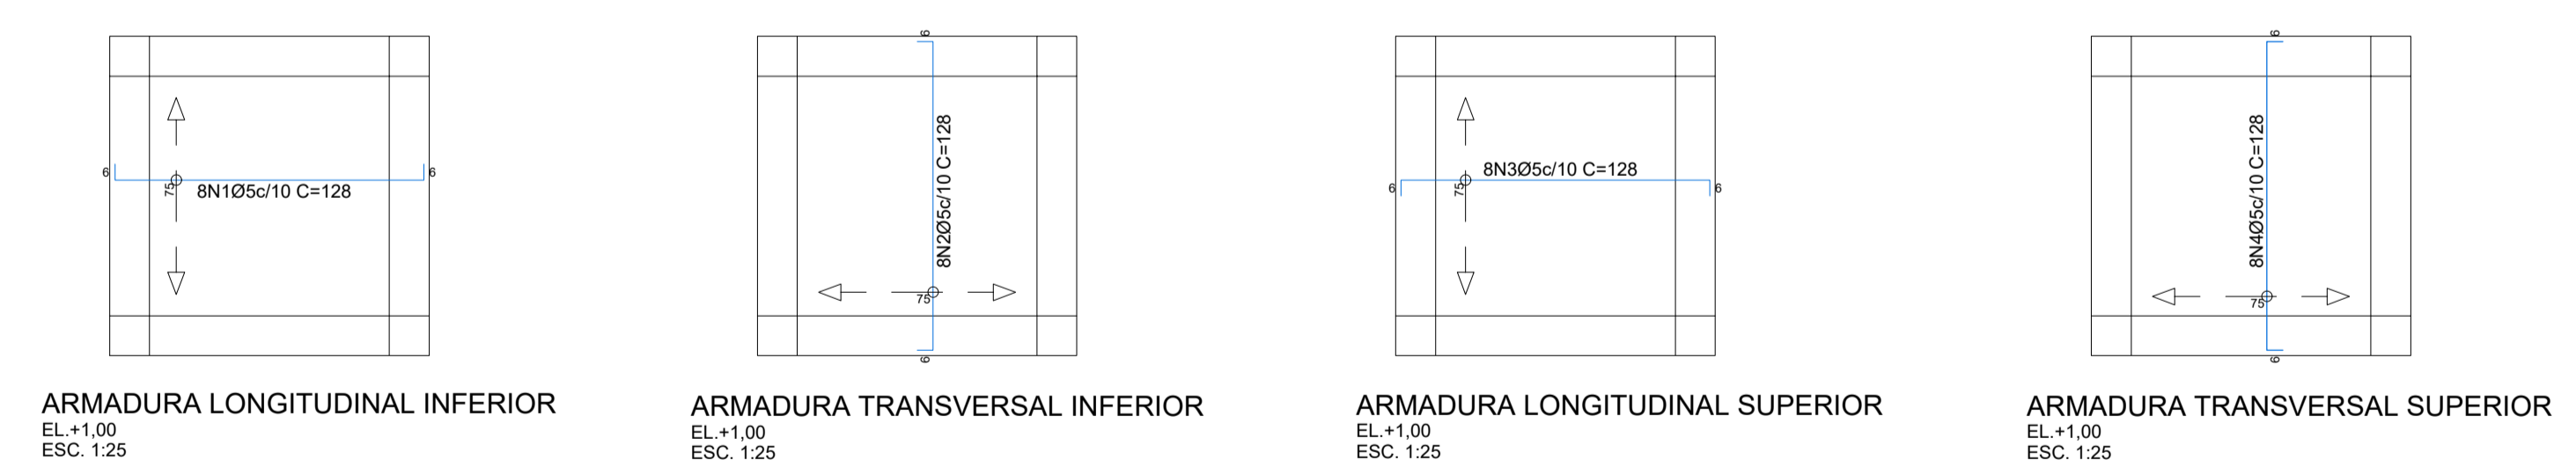 6
6
75
8N1Ø5c/10 C=128
ARMADURA LONGITUDINAL INFERIOR
EL.+1,00
ESC. 1:25
6
8N2Ø5c/10 C=128
75
6
ARMADURA TRANSVERSAL INFERIOR
EL.+1,00
ESC. 1:25
8N3Ø5c/10 C=128
6
6
75
ARMADURA LONGITUDINAL SUPERIOR
EL.+1,00
ESC. 1:25
6
8N4Ø5c/10 C=128
75
6
ARMADURA TRANSVERSAL SUPERIOR
EL.+1,00
ESC. 1:25